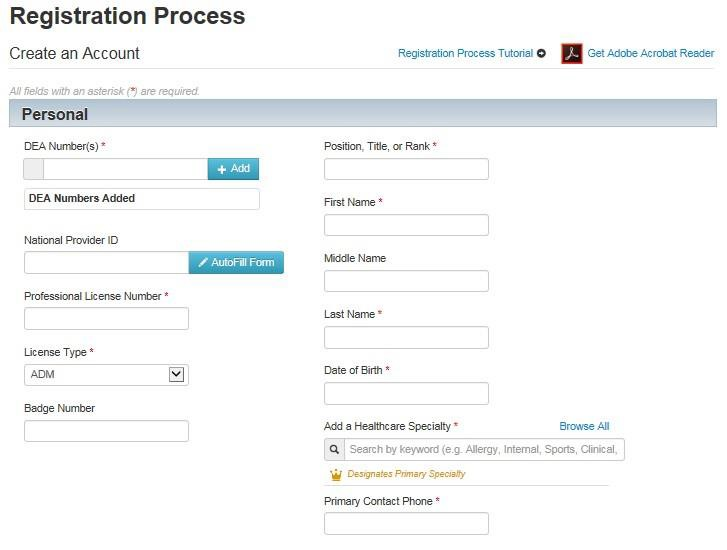 Registration Process
Create an Account
Registration Process Tutorial
Get Adobe Acrobat Reader
All fields with an asterisk (*) are required.
Personal
DEA Number(s) *
+ Add
DEA Numbers Added
National Provider ID
AutoFill Form
Professional License Number *
License Type *
ADM
Badge Number
Position, Title, or Rank *
First Name *
Middle Name
Last Name *
Date of Birth *
Add a Healthcare Specialty *
Browse All
Search by keyword (e.g. Allergy, Internal, Sports, Clinical,
Designates Primary Specialty
Primary Contact Phone *